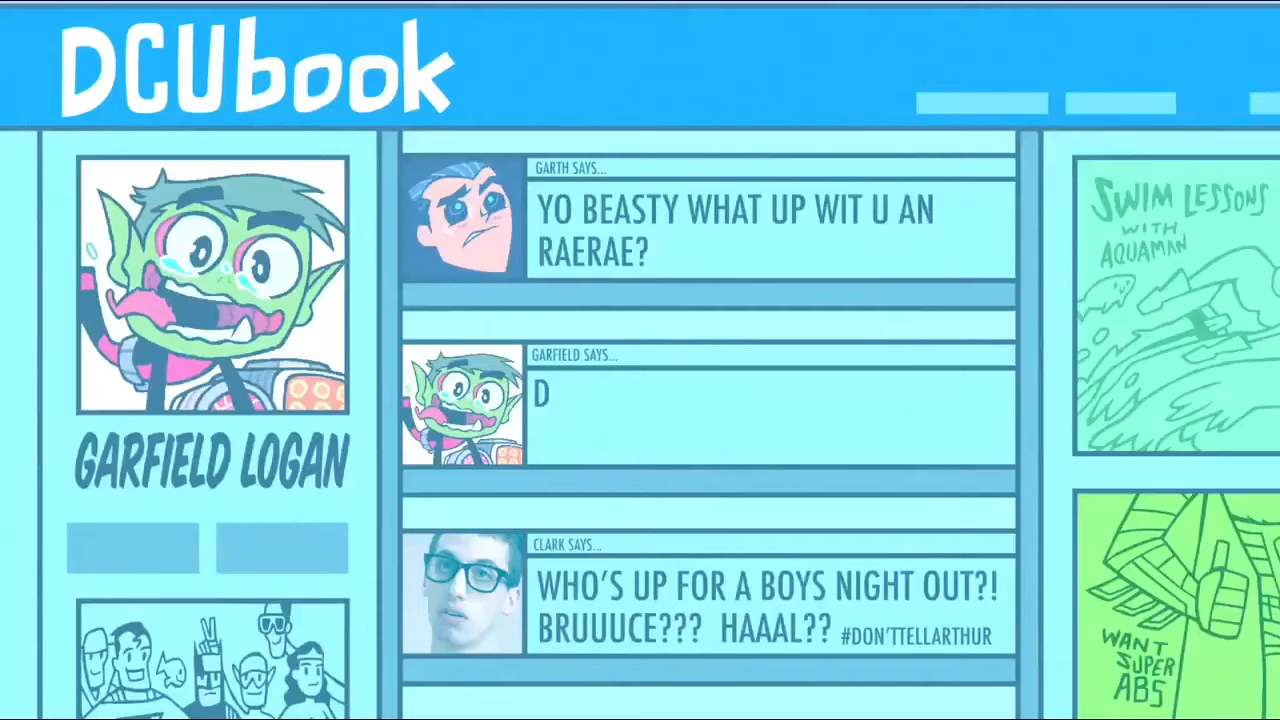 DCUbook
GARTH SAYS...
YO BEASTY WHAT UP WIT U AN
RAERAE?
GARFIELD SAYS...
D
CLARK SAYS...
WHO'S UP FOR A BOYS NIGHT OUT?!
BRUUUCE??? HAAAL?? #DON'TTELLARTHUR
GARFIELD LOGAN
SWIM LESSONS
WITH
AQUAMAN
WANT
SUPER
ABS